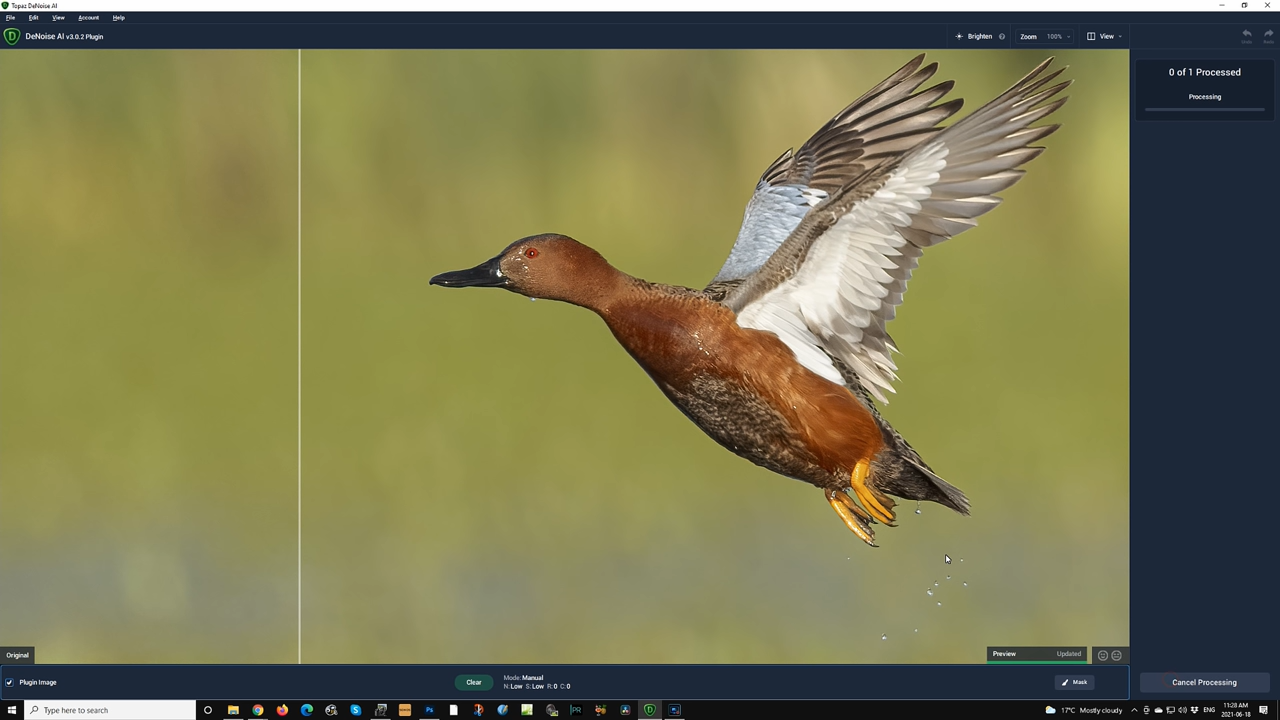 Topaz DeNoise AI
File Edit View Account Help
DeNoise AI v3.0.2 Plugin
Brighten
Zoom 100%
View
Undo Redo
0 of 1 Processed
Processing
Original
Preview Updated
Plugin Image
Clear
Mode: Manual
N: Low S: Low R: 0 C: 0
Mask
Cancel Processing
Type here to search
17°C Mostly cloudy
ENG
11:28 AM
2021-06-18